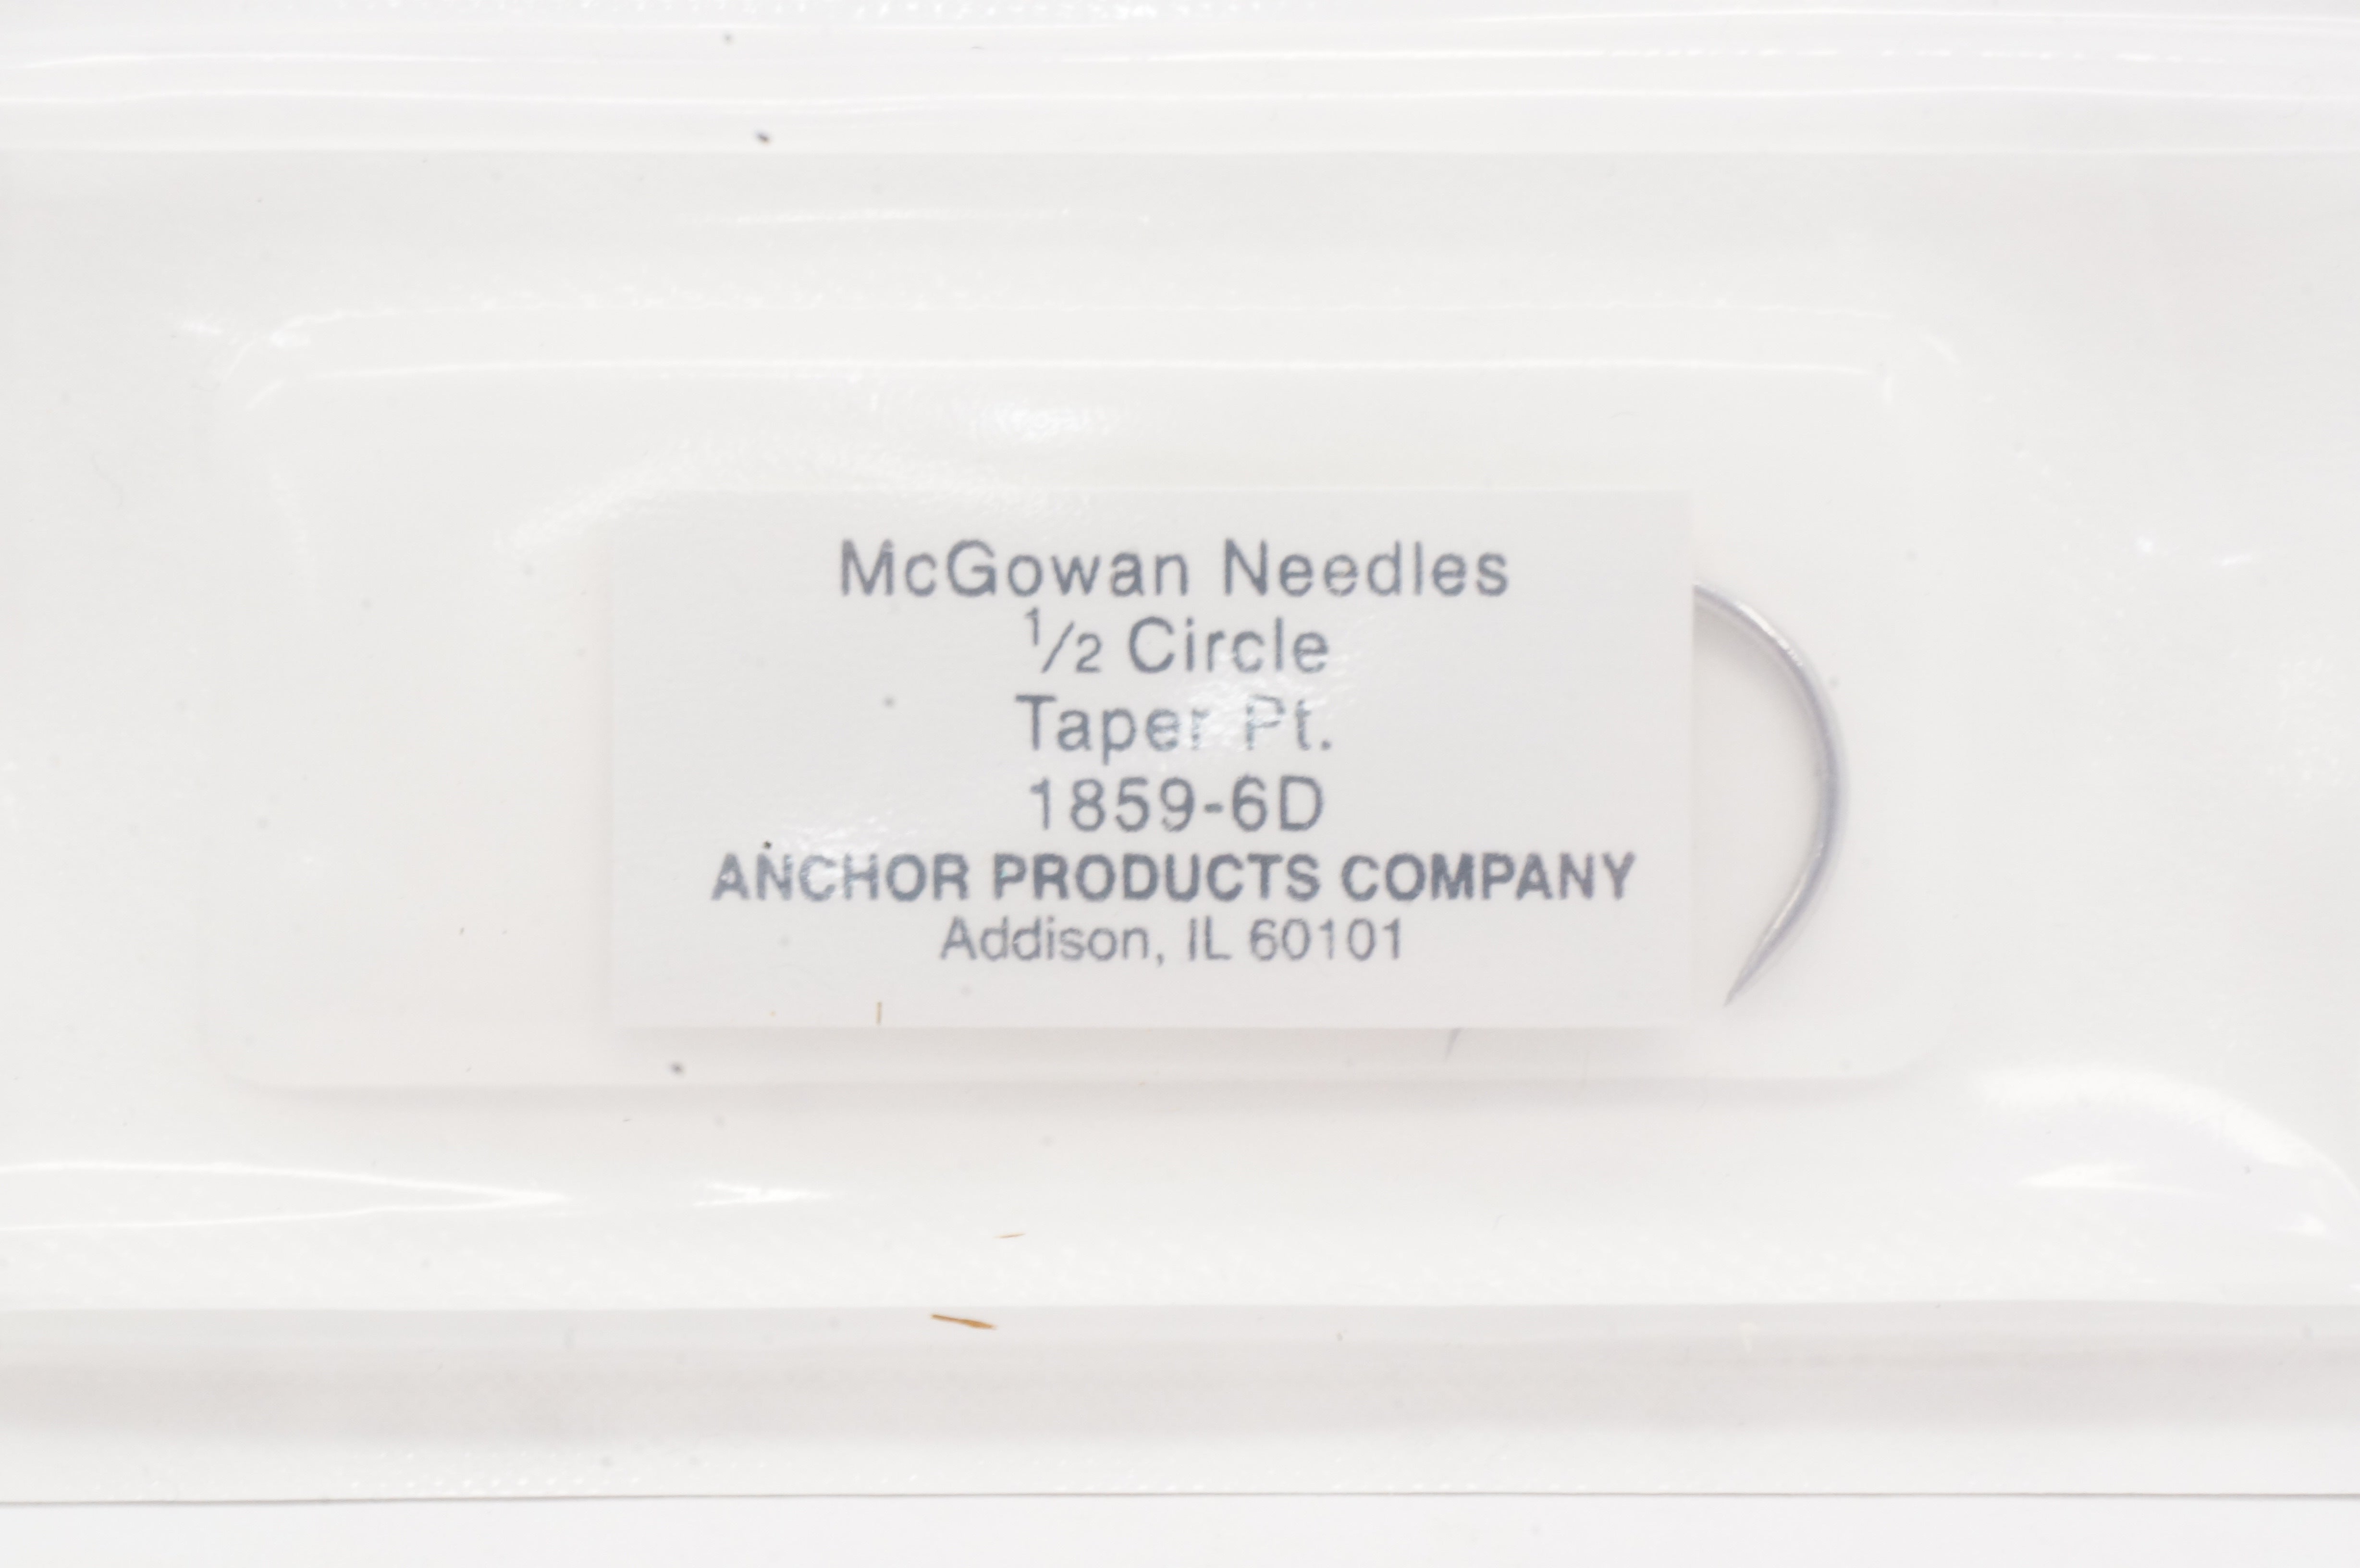 McGowan Needles
1/2 Circle
Taper Pt.
1859-6D
ANCHOR PRODUCTS COMPANY
Addison, IL 60101